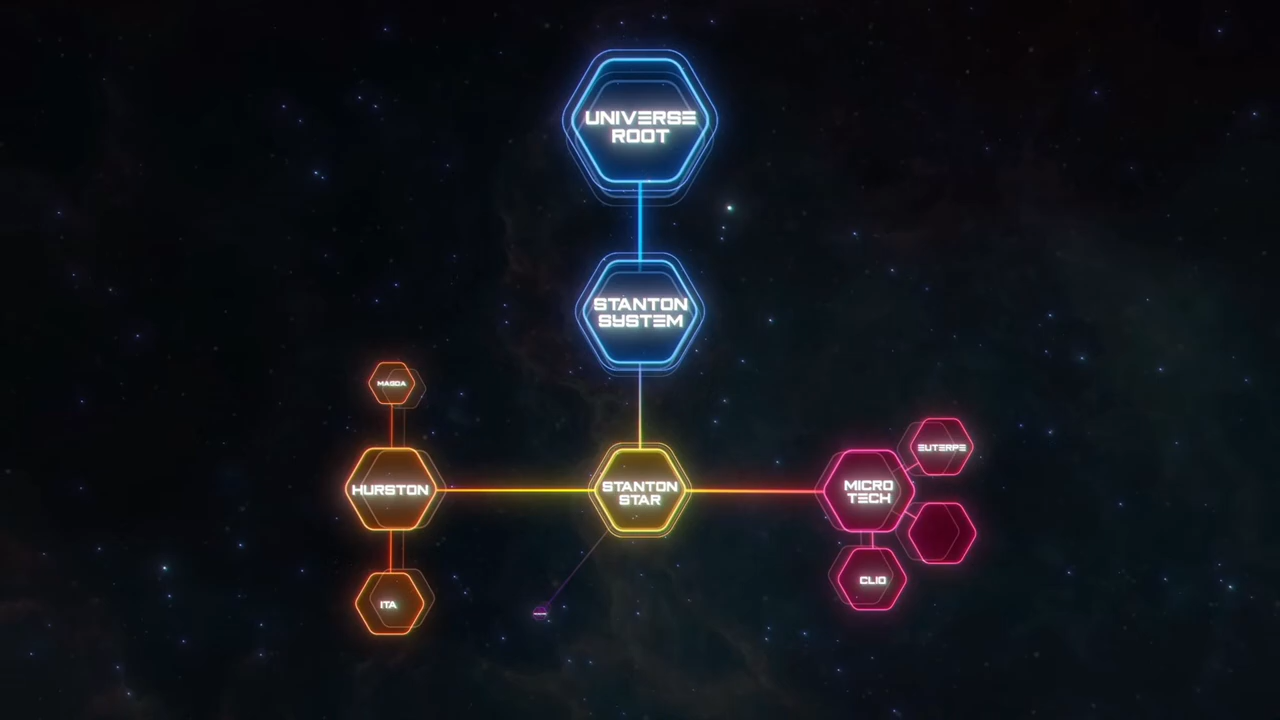 UNIVERSE
ROOT
STANTON
SYSTEM
MAGDA
HURSTON
STANTON
STAR
MICRO
TECH
EUTERPE
ITA
CLIO